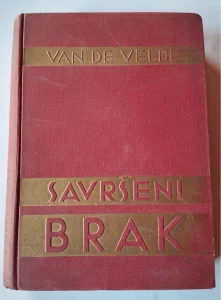 VAN DE VELDE
SAVRŠENI
BRAK